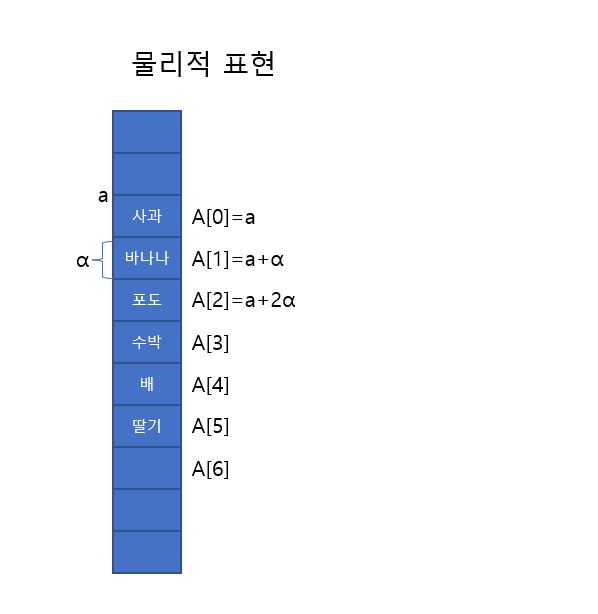 물리적 표현
a
사과 A[0]=a
α 바나나 A[1]=a+α
포도 A[2]=a+2α
수박 A[3]
배 A[4]
딸기 A[5]
A[6]